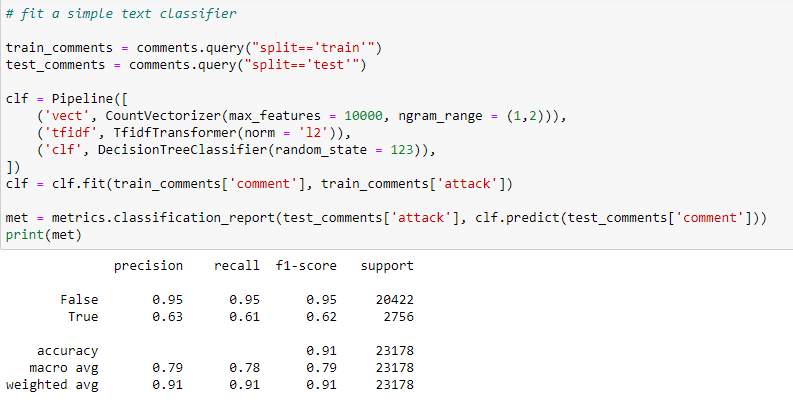 # fit a simple text classifier
train_comments = comments.query("split=='train'")
test_comments = comments.query("split=='test'")
clf = Pipeline([
    ('vect', CountVectorizer(max_features = 10000, ngram_range = (1,2))),
    ('tfidf', TfidfTransformer(norm = 'l2')),
    ('clf', DecisionTreeClassifier(random_state = 123)),
])
clf = clf.fit(train_comments['comment'], train_comments['attack'])
met = metrics.classification_report(test_comments['attack'], clf.predict(test_comments['comment']))
print(met)
              precision    recall  f1-score   support
       False       0.95      0.95      0.95     20422
        True       0.63      0.61      0.62      2756
    accuracy                           0.91     23178
   macro avg       0.79      0.78      0.79     23178
weighted avg       0.91      0.91      0.91     23178